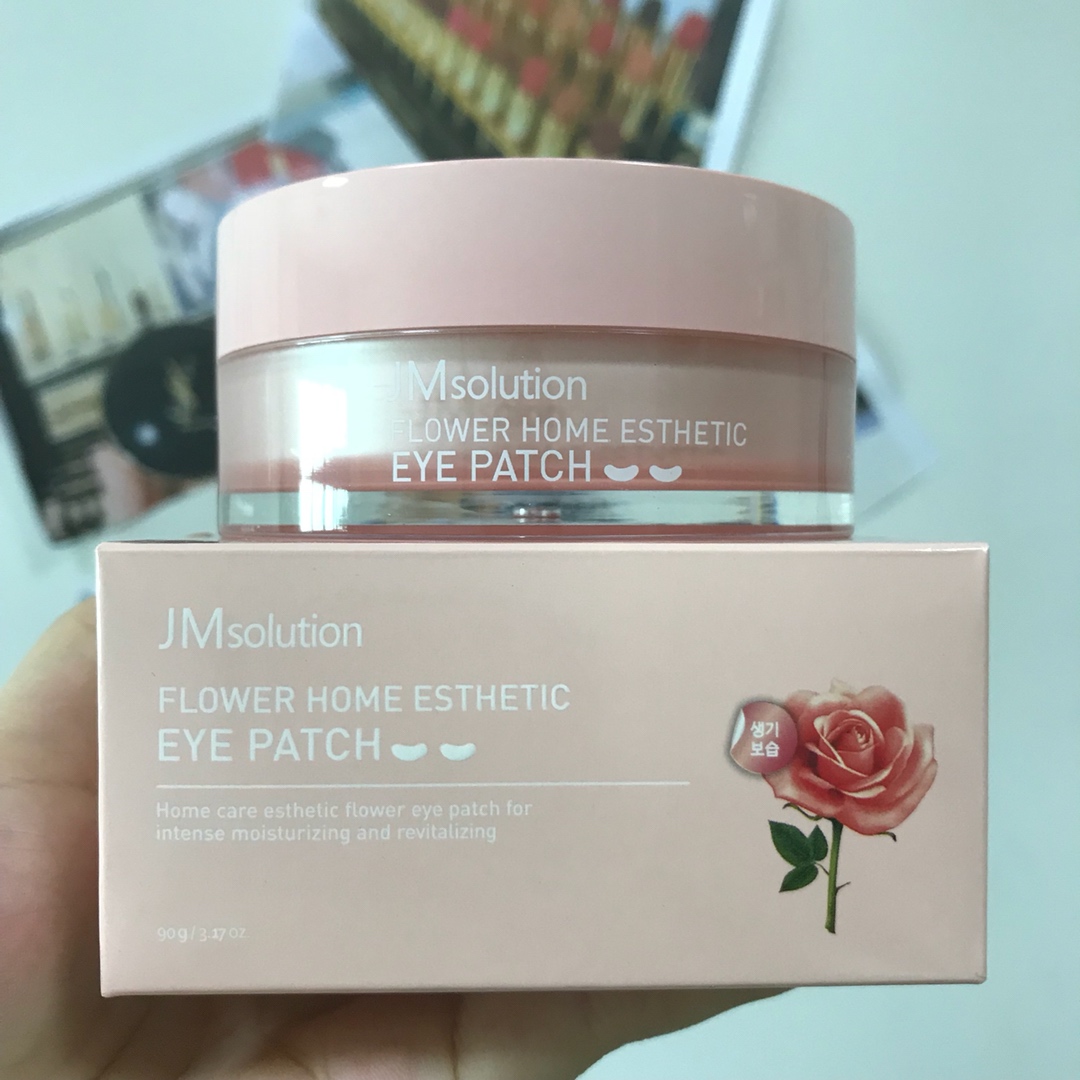 JMsolution
FLOWER HOME ESTHETIC
EYE PATCH
JMsolution
FLOWER HOME ESTHETIC
EYE PATCH
생기
보습
Home care esthetic flower eye patch for
intense moisturizing and revitalizing
90g / 3.17 oz.